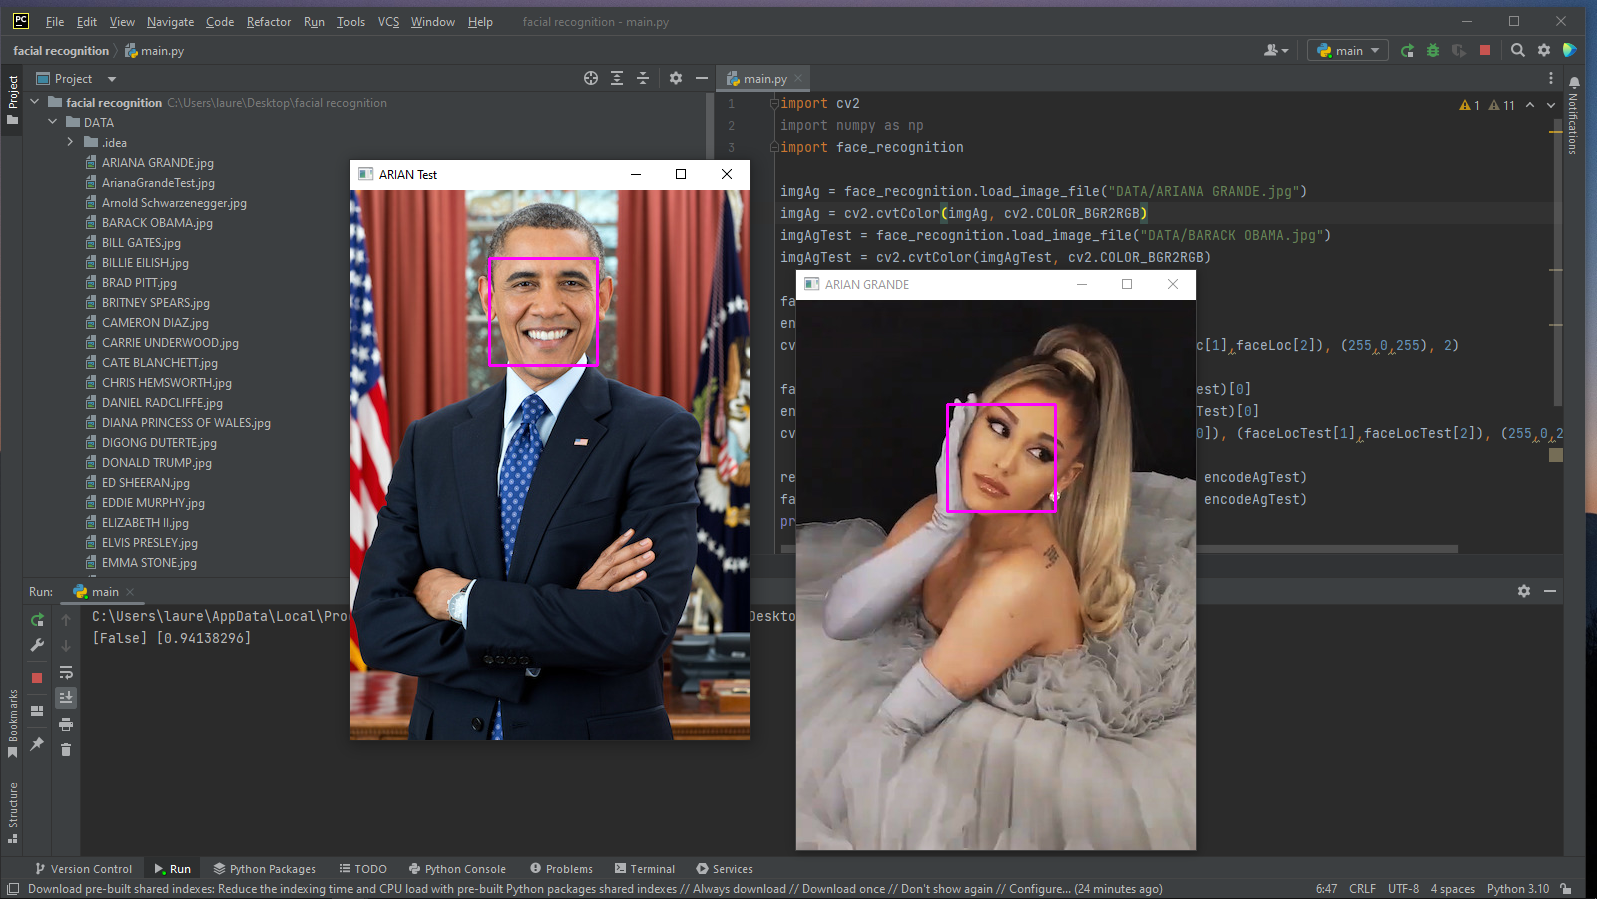 PC File Edit View Navigate Code Refactor Run Tools VCS Window Help facial recognition - main.py
facial recognition main.py main
Project
Project
main.py
facial recognition C:\Users\laure\Desktop\facial recognition
DATA
.idea
ARIANA GRANDE.jpg
ArianaGrandeTest.jpg
Arnold Schwarzenegger.jpg
BARACK OBAMA.jpg
BILL GATES.jpg
BILLIE EILISH.jpg
BRAD PITT.jpg
BRITNEY SPEARS.jpg
CAMERON DIAZ.jpg
CARRIE UNDERWOOD.jpg
CATE BLANCHETT.jpg
CHRIS HEMSWORTH.jpg
DANIEL RADCLIFFE.jpg
DIANA PRINCESS OF WALES.jpg
DIGONG DUTERTE.jpg
DONALD TRUMP.jpg
ED SHEERAN.jpg
EDDIE MURPHY.jpg
ELIZABETH II.jpg
ELVIS PRESLEY.jpg
EMMA STONE.jpg
ARIAN Test
1 import cv2
2 import numpy as np
3 import face_recognition
1 11
Notifications
imgAg = face_recognition.load_image_file("DATA/ARIANA GRANDE.jpg")
imgAg = cv2.cvtColor(imgAg, cv2.COLOR_BGR2RGB)
imgAgTest = face_recognition.load_image_file("DATA/BARACK OBAMA.jpg")
imgAgTest = cv2.cvtColor(imgAgTest, cv2.COLOR_BGR2RGB)
ARIAN GRANDE
fa
en
cv c[1],faceLoc[2]), (255,0,255), 2)
fa est)[0]
en Test)[0]
cv 0]), (faceLocTest[1],faceLocTest[2]), (255,0,2
re encodeAgTest)
fa encodeAgTest)
pr
Run: main
C:\Users\laure\AppData\Local\Pro Deskto
[False] [0.94138296]
Bookmarks
Structure
Version Control Run Python Packages TODO Python Console Problems Terminal Services
Download pre-built shared indexes: Reduce the indexing time and CPU load with pre-built Python packages shared indexes // Always download // Download once // Don't show again // Configure... (24 minutes ago) 6:47 CRLF UTF-8 4 spaces Python 3.10